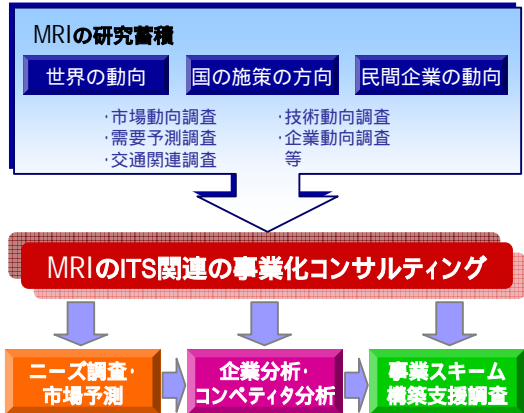 MRIの研究蓄積
世界の動向
国の施策の方向
民間企業の動向
･市場動向調査
･需要予測調査
･交通関連調査
･技術動向調査
･企業動向調査
等
MRIのITS関連の事業化コンサルティング
ニーズ調査･
市場予測
企業分析･
コンペティタ分析
事業スキーム
構築支援調査